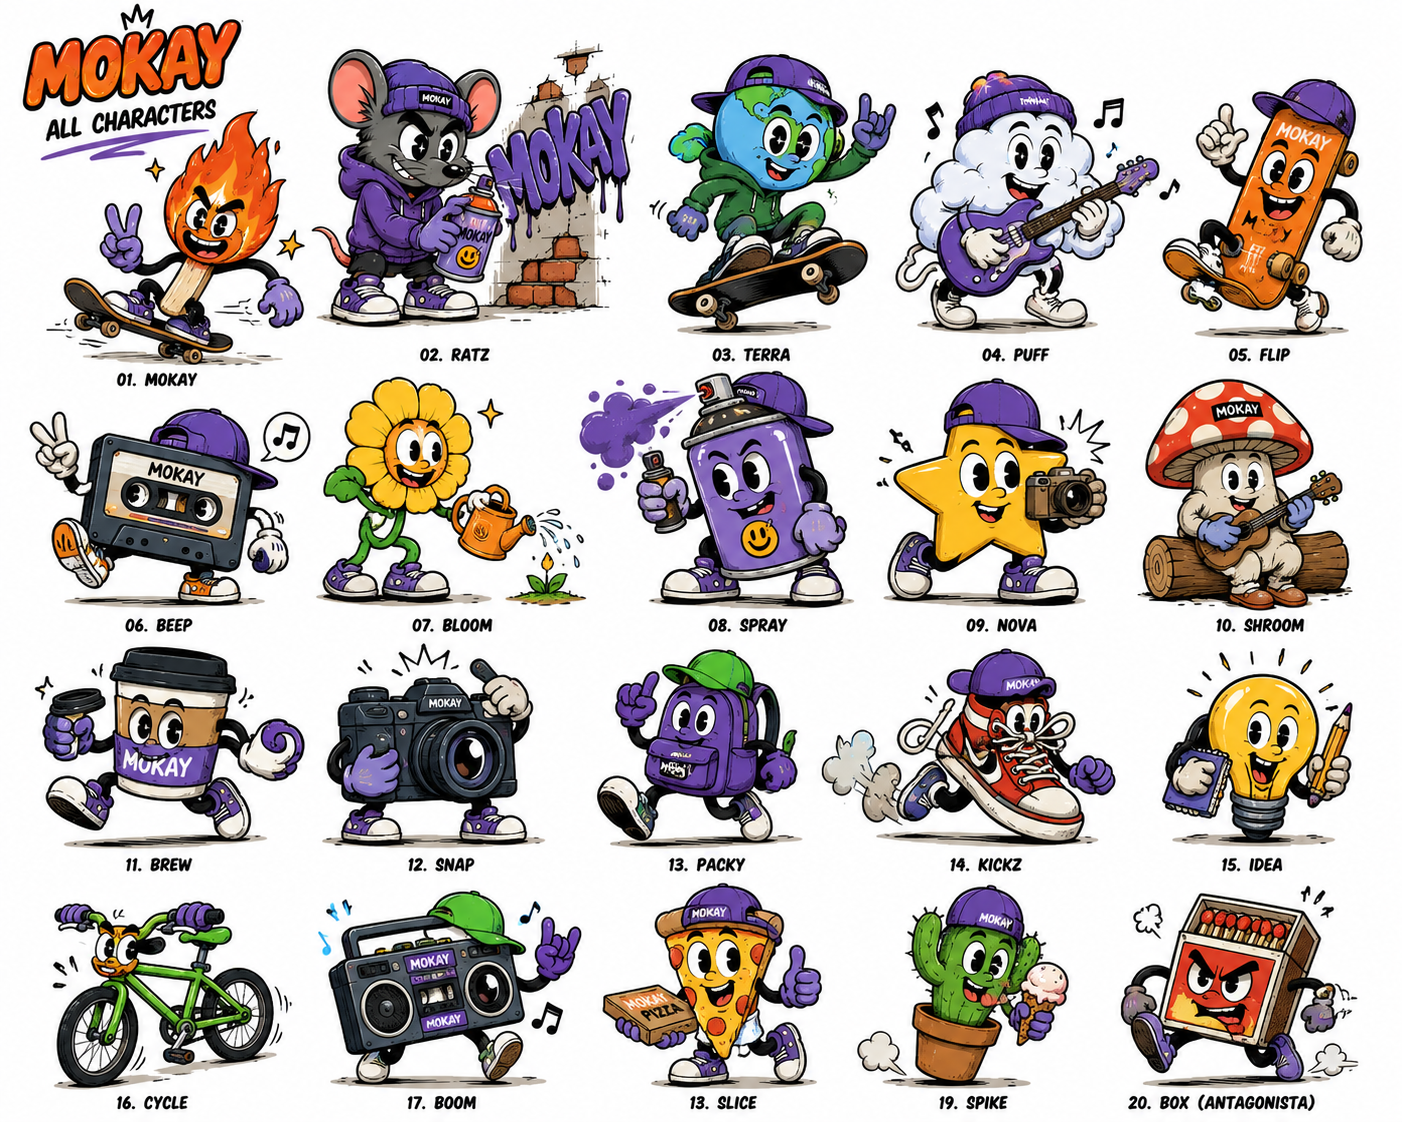 MOKAY
ALL CHARACTERS
MOKAY
MOKAY
MOKAY
MOKAY
01. MOKAY
02. RATZ
03. TERRA
04. PUFF
05. FLIP
MOKAY
MOKAY
06. BEEP
07. BLOOM
08. SPRAY
09. NOVA
10. SHROOM
MOKAY
MOKAY
MOKAY
11. BREW
12. SNAP
13. PACKY
14. KICKZ
15. IDEA
MOKAY
MOKAY
MOKAY
MOKAY
PIZZA
MOKAY
16. CYCLE
17. BOOM
13. SLICE
19. SPIKE
20. BOX (ANTAGONISTA)